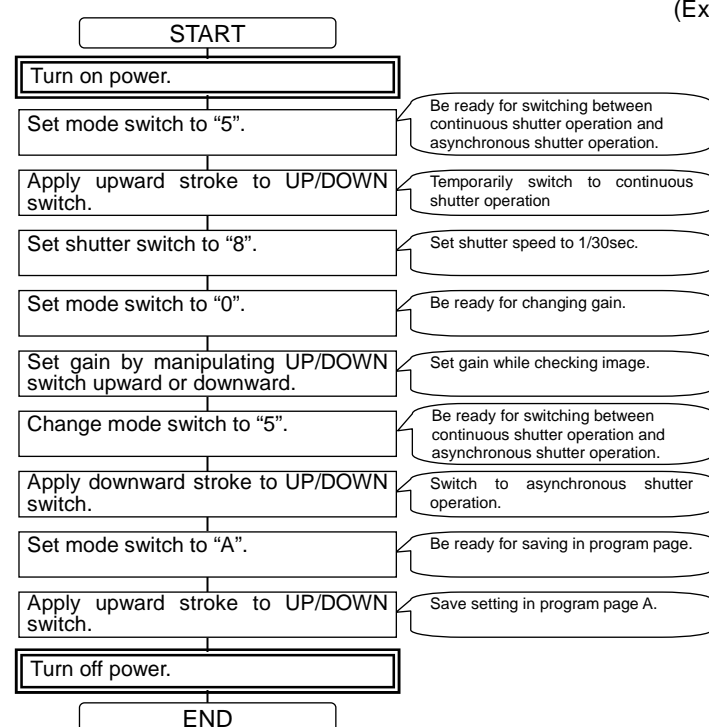 (Ex
START
Turn on power.
Set mode switch to “5”.
Be ready for switching between
continuous shutter operation and
asynchronous shutter operation.
Apply upward stroke to UP/DOWN
switch.
Temporarily switch to continuous
shutter operation
Set shutter switch to “8”.
Set shutter speed to 1/30sec.
Set mode switch to “0”.
Be ready for changing gain.
Set gain by manipulating UP/DOWN
switch upward or downward.
Set gain while checking image.
Change mode switch to “5”.
Be ready for switching between
continuous shutter operation and
asynchronous shutter operation.
Apply downward stroke to UP/DOWN
switch.
Switch to asynchronous shutter
operation.
Set mode switch to “A”.
Be ready for saving in program page.
Apply upward stroke to UP/DOWN
switch.
Save setting in program page A.
Turn off power.
END